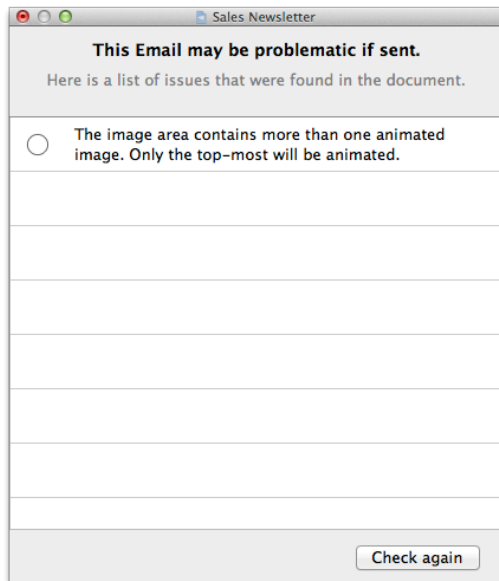 Sales Newsletter
This Email may be problematic if sent.
Here is a list of issues that were found in the document.
The image area contains more than one animated
image. Only the top-most will be animated.
Check again